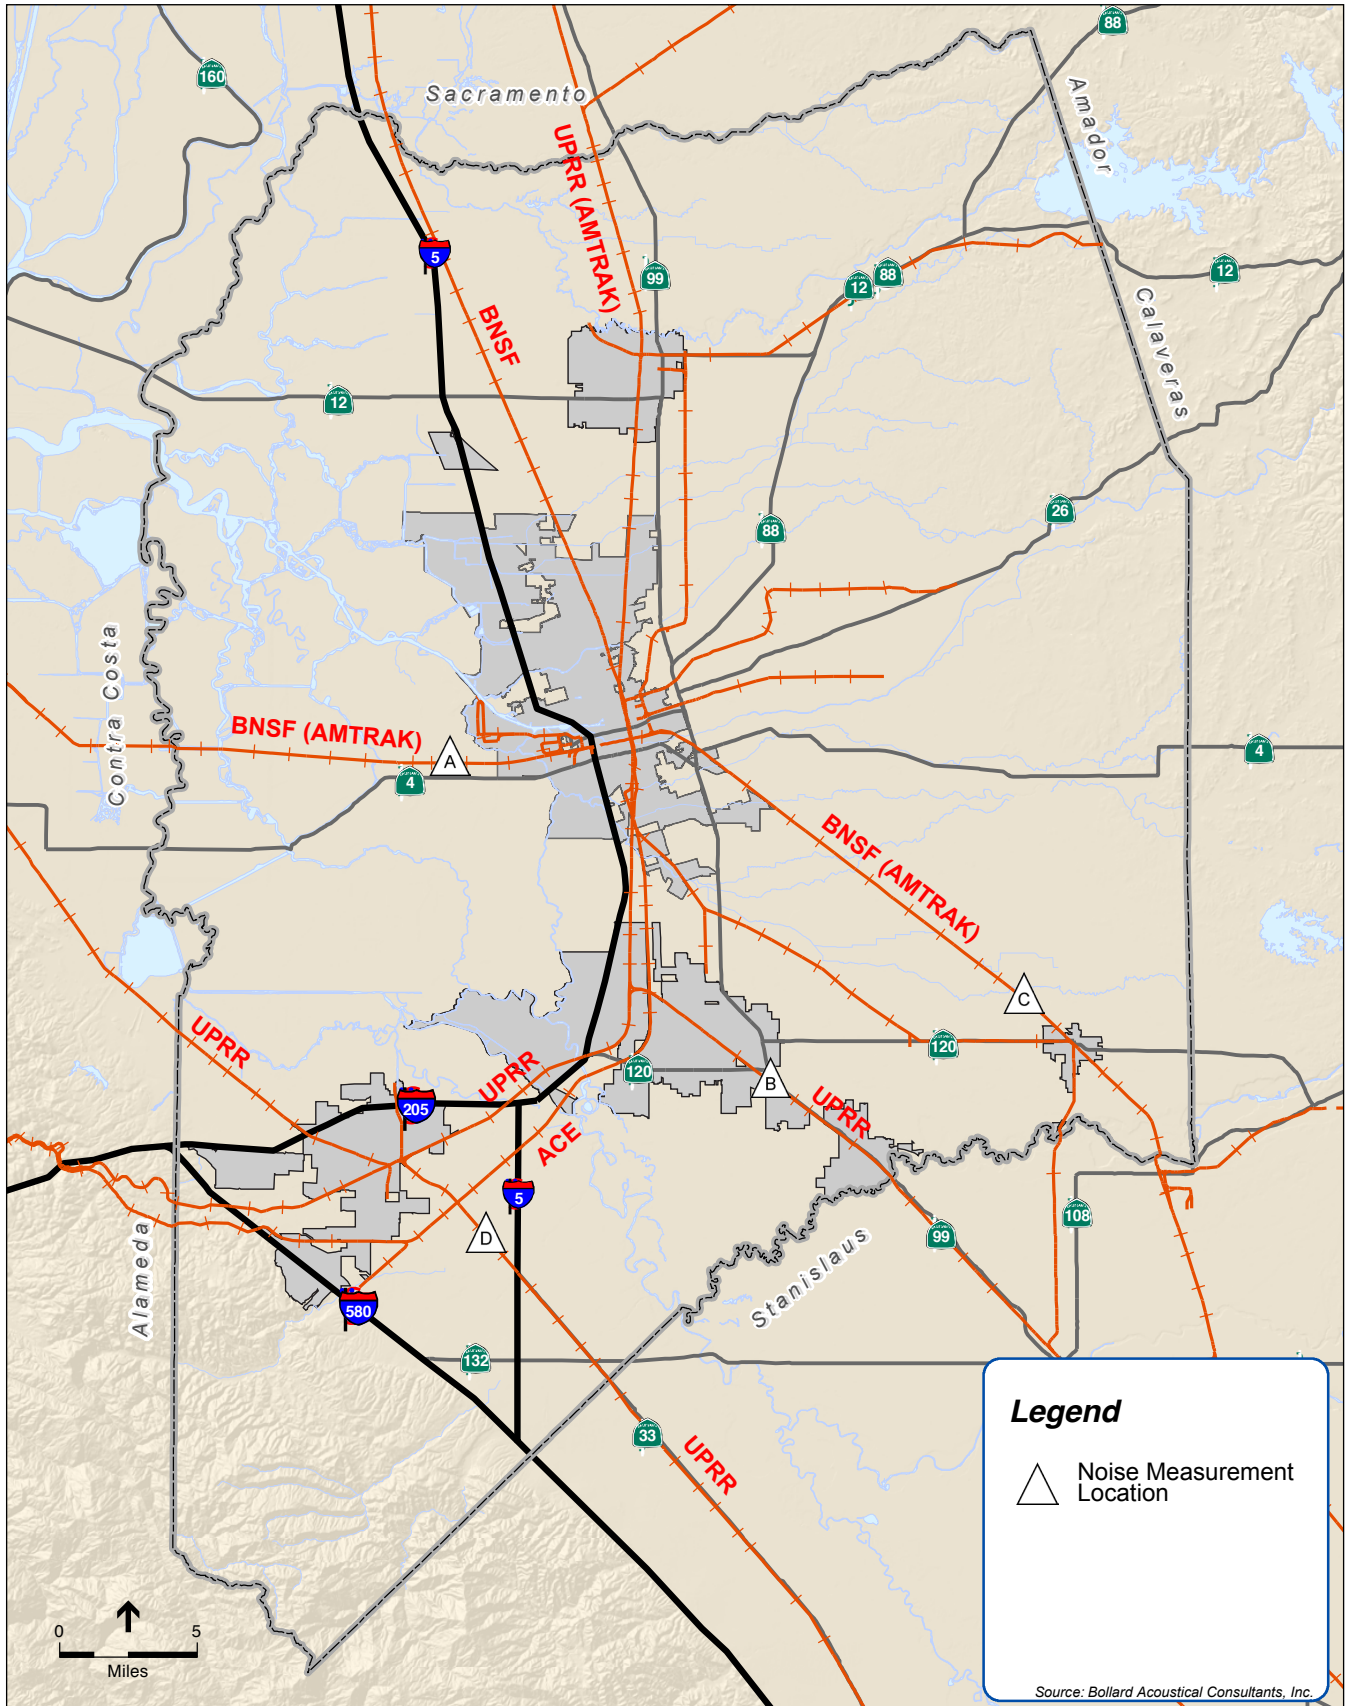 88
160
Sacramento
Amador
UPRR (AMTRAK)
5
99
12
88
12
BNSF
Calaveras
12
26
88
Contra Costa
BNSF (AMTRAK)
A
4
4
BNSF (AMTRAK)
C
UPRR
120
UPRR
120
B
205
UPRR
ACE
5
108
Alameda
D
99
Stanislaus
580
132
33
UPRR
Legend
Noise Measurement
Location
0
5
Miles
Source: Bollard Acoustical Consultants, Inc.